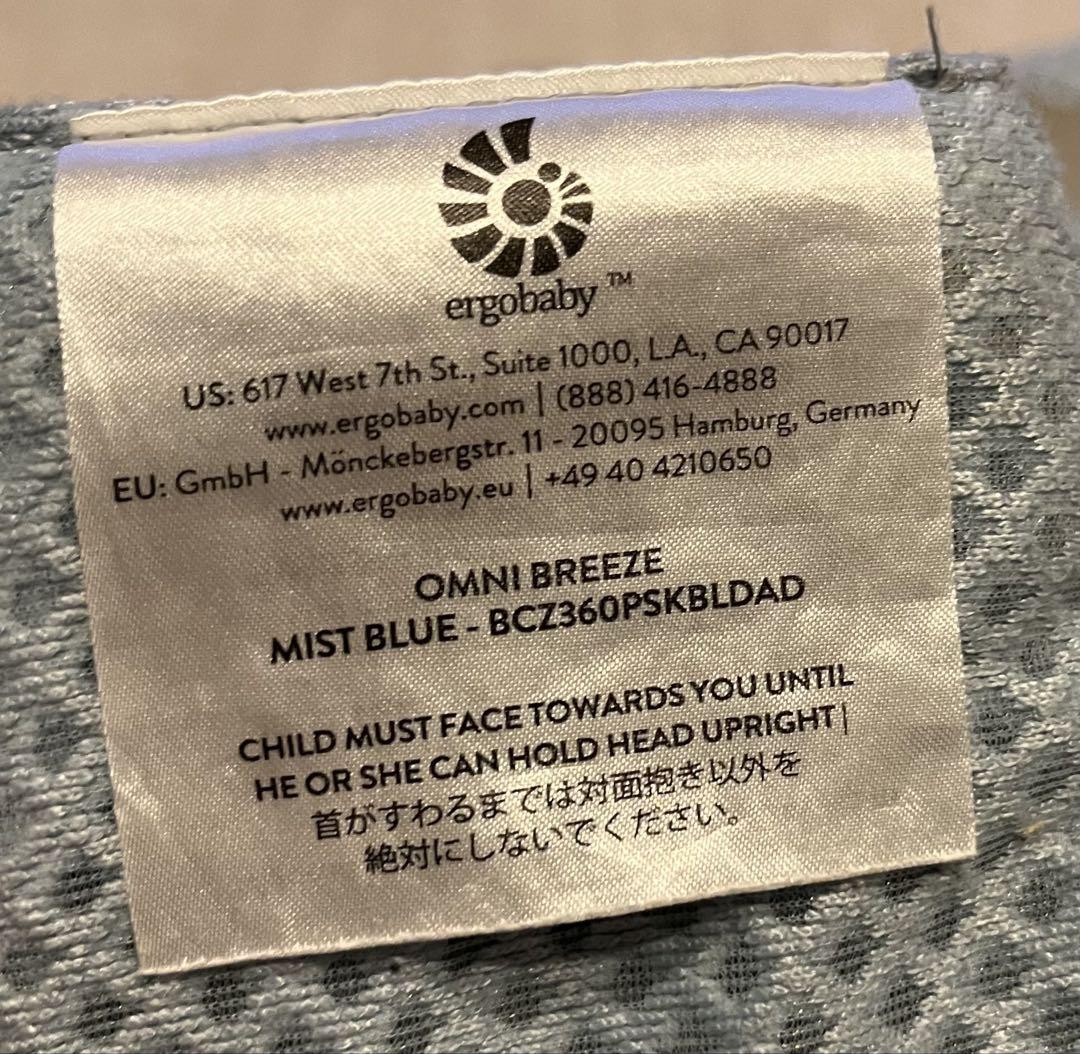 ergobaby ™
US: 617 West 7th St., Suite 1000, L.A., CA 90017
www.ergobaby.com | (888) 416-4888
EU: GmbH - Mönckebergstr. 11 - 20095 Hamburg, Germany
www.ergobaby.eu | +49 40 4210650
OMNI BREEZE
MIST BLUE - BCZ360PSKBLDAD
CHILD MUST FACE TOWARDS YOU UNTIL
HE OR SHE CAN HOLD HEAD UPRIGHT |
首がすわるまでは対面抱き以外を
絶対にしないでください。